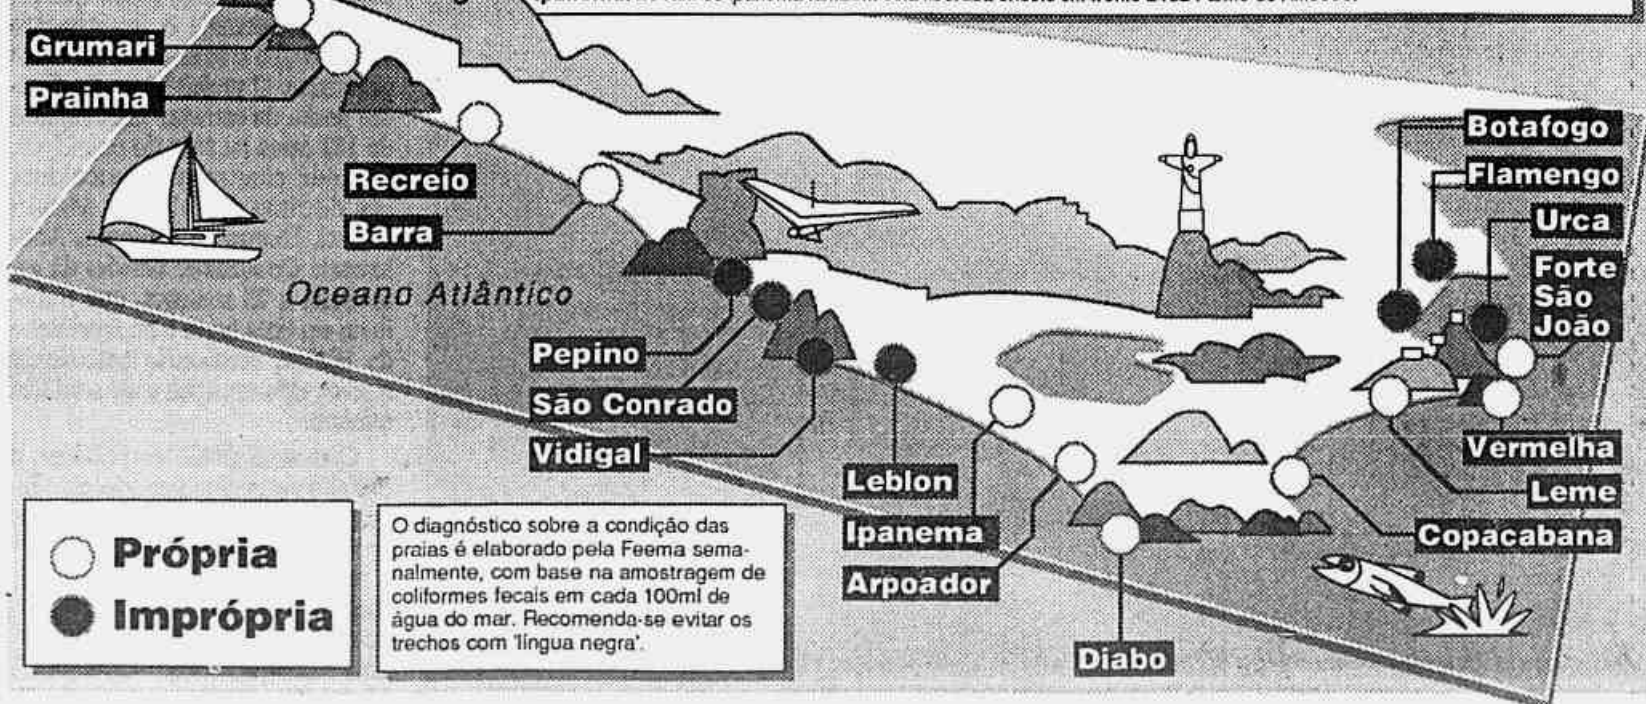 Grumari
Prainha
Recreio
Barra
Oceano Atlântico
Pepino
São Conrado
Vidigal
Leblon
Ipanema
Arpoador
Diabo
Botafogo
Flamengo
Urca
Forte
São
João
Vermelha
Leme
Copacabana
Própria
Imprópria
O diagnóstico sobre a condição das
praias é elaborado pela Feema sema-
nalmente, com base na amostragem de
coliformes fecais em cada 100ml de
água do mar. Recomenda-se evitar os
trechos com 'língua negra'.